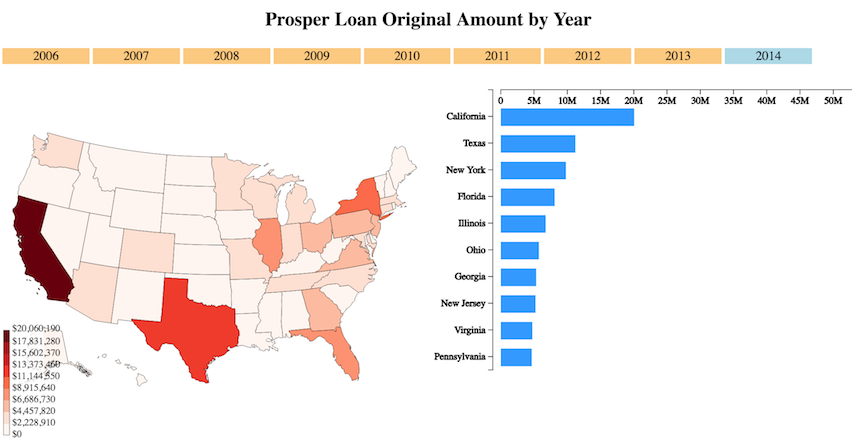 Prosper Loan Original Amount by Year
2006 2007 2008 2009 2010 2011 2012 2013 2014
0 5M 10M 15M 20M 25M 30M 35M 40M 45M 50M
California
Texas
New York
Florida
Illinois
Ohio
Georgia
New Jersey
Virginia
Pennsylvania
$20,060,190
$17,831,280
$15,602,370
$13,373,460
$11,144,550
$8,915,640
$6,686,730
$4,457,820
$2,228,910
$0